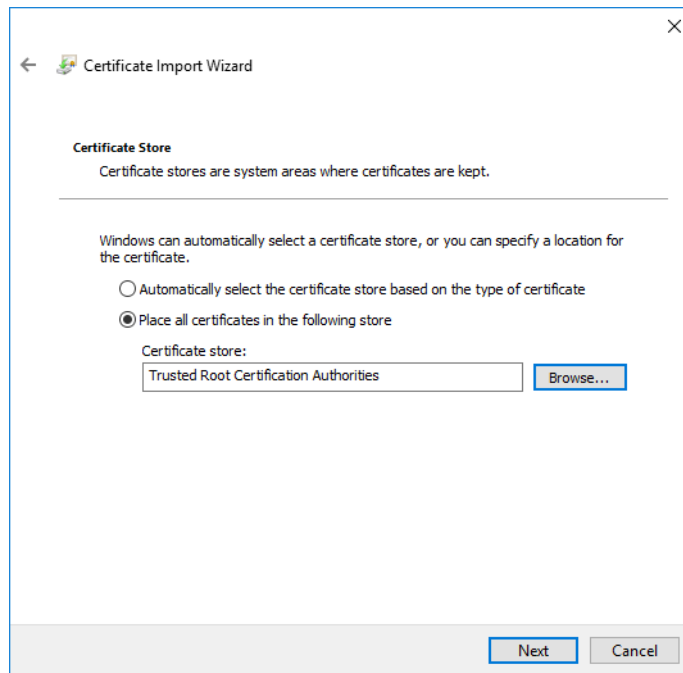 Certificate Import Wizard
Certificate Store
Certificate stores are system areas where certificates are kept.
Windows can automatically select a certificate store, or you can specify a location for
the certificate.
Automatically select the certificate store based on the type of certificate
Place all certificates in the following store
Certificate store:
Trusted Root Certification Authorities
Browse...
Next
Cancel